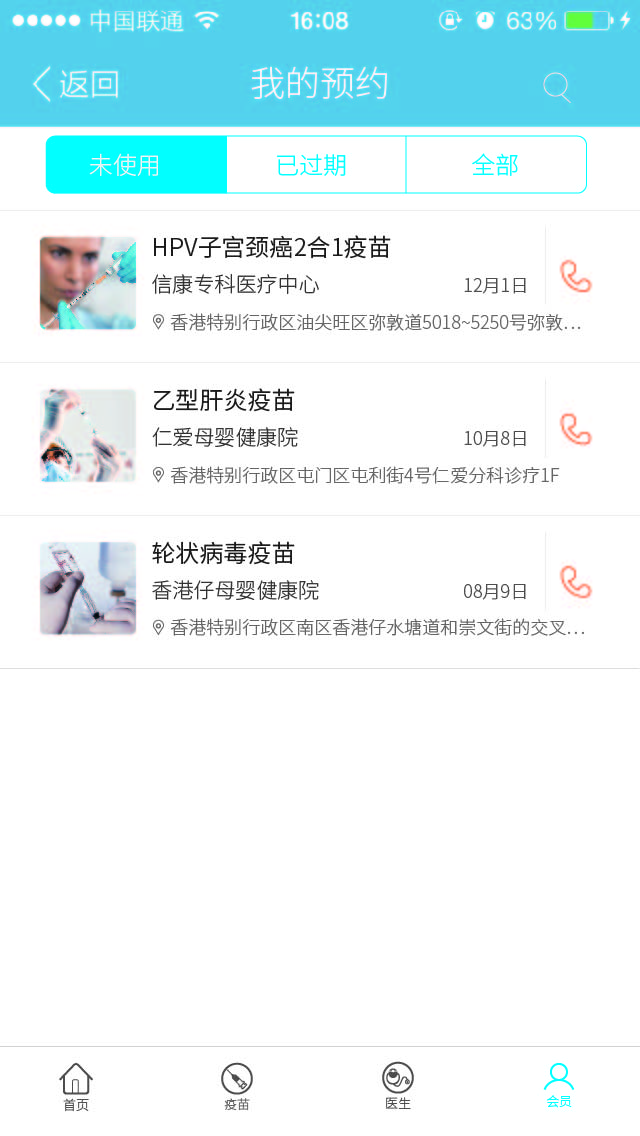 中国联通 16:08 63%
返回 我的预约
未使用 已过期 全部
HPV子宫颈癌2合1疫苗
信康专科医疗中心 12月1日
香港特别行政区油尖旺区弥敦道5018~5250号弥敦...
乙型肝炎疫苗
仁爱母婴健康院 10月8日
香港特别行政区屯门区屯利街4号仁爱分科诊疗1F
轮状病毒疫苗
香港仔母婴健康院 08月9日
香港特别行政区南区香港仔水塘道和崇文街的交叉...
首页 疫苗 医生 会员